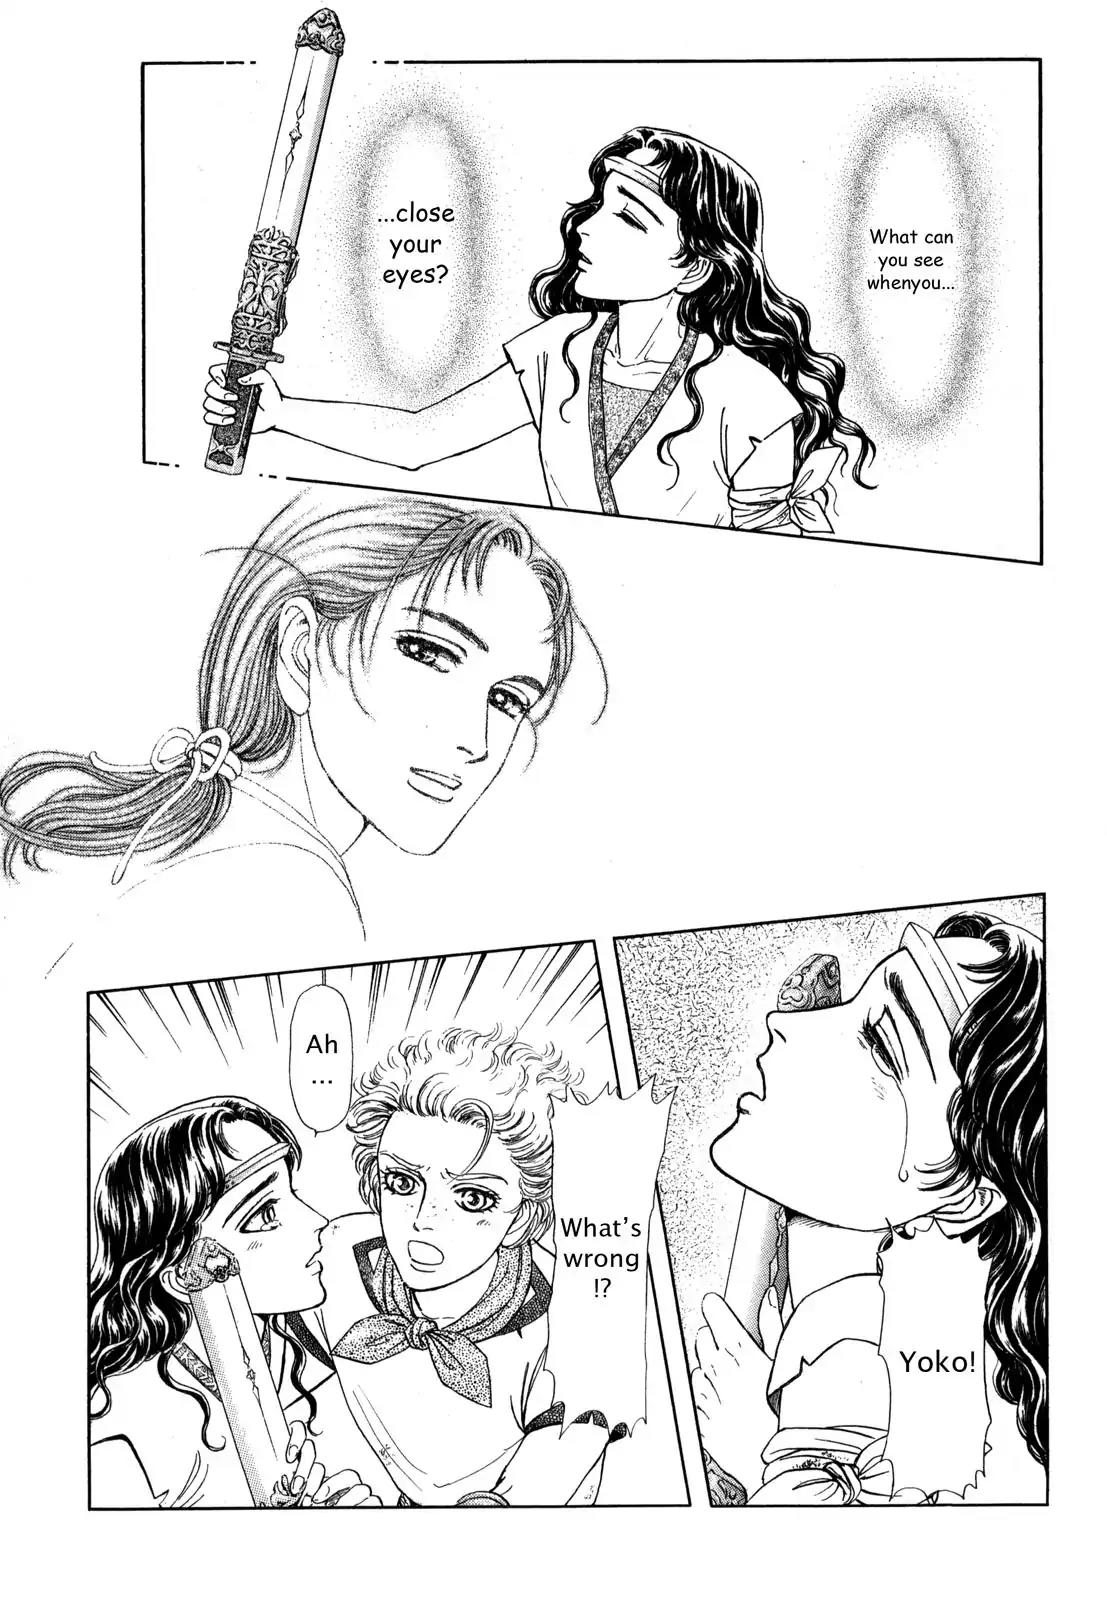 What can
you see
whenyou...
...close
your
eyes?
Yoko!
What's
wrong
!?
Ah
...